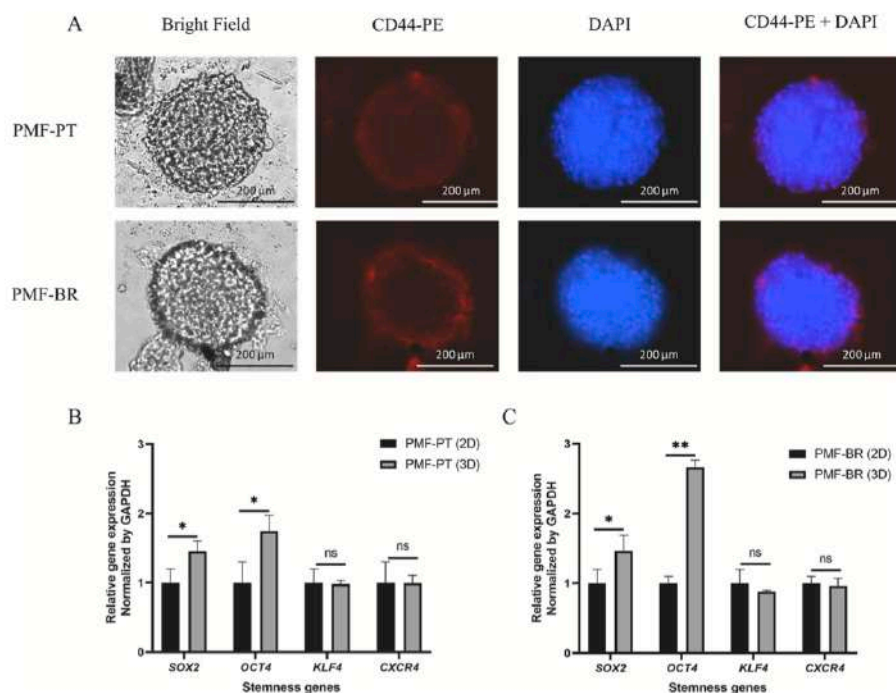 A
Bright Field
CD44-PE
DAPI
CD44-PE + DAPI
PMF-PT
200 µm
200 µm
200 µm
200 µm
PMF-BR
200 µm
200 µm
200 µm
200 µm
B
PMF-PT (2D)
PMF-PT (3D)
Relative gene expression
Normalized by GAPDH
3
2
1
0
*
*
ns
ns
SOX2
OCT4
KLF4
CXCR4
Stemness genes
C
PMF-BR (2D)
PMF-BR (3D)
Relative gene expression
Normalized by GAPDH
3
2
1
0
*
**
ns
ns
SOX2
OCT4
KLF4
CXCR4
Stemness genes